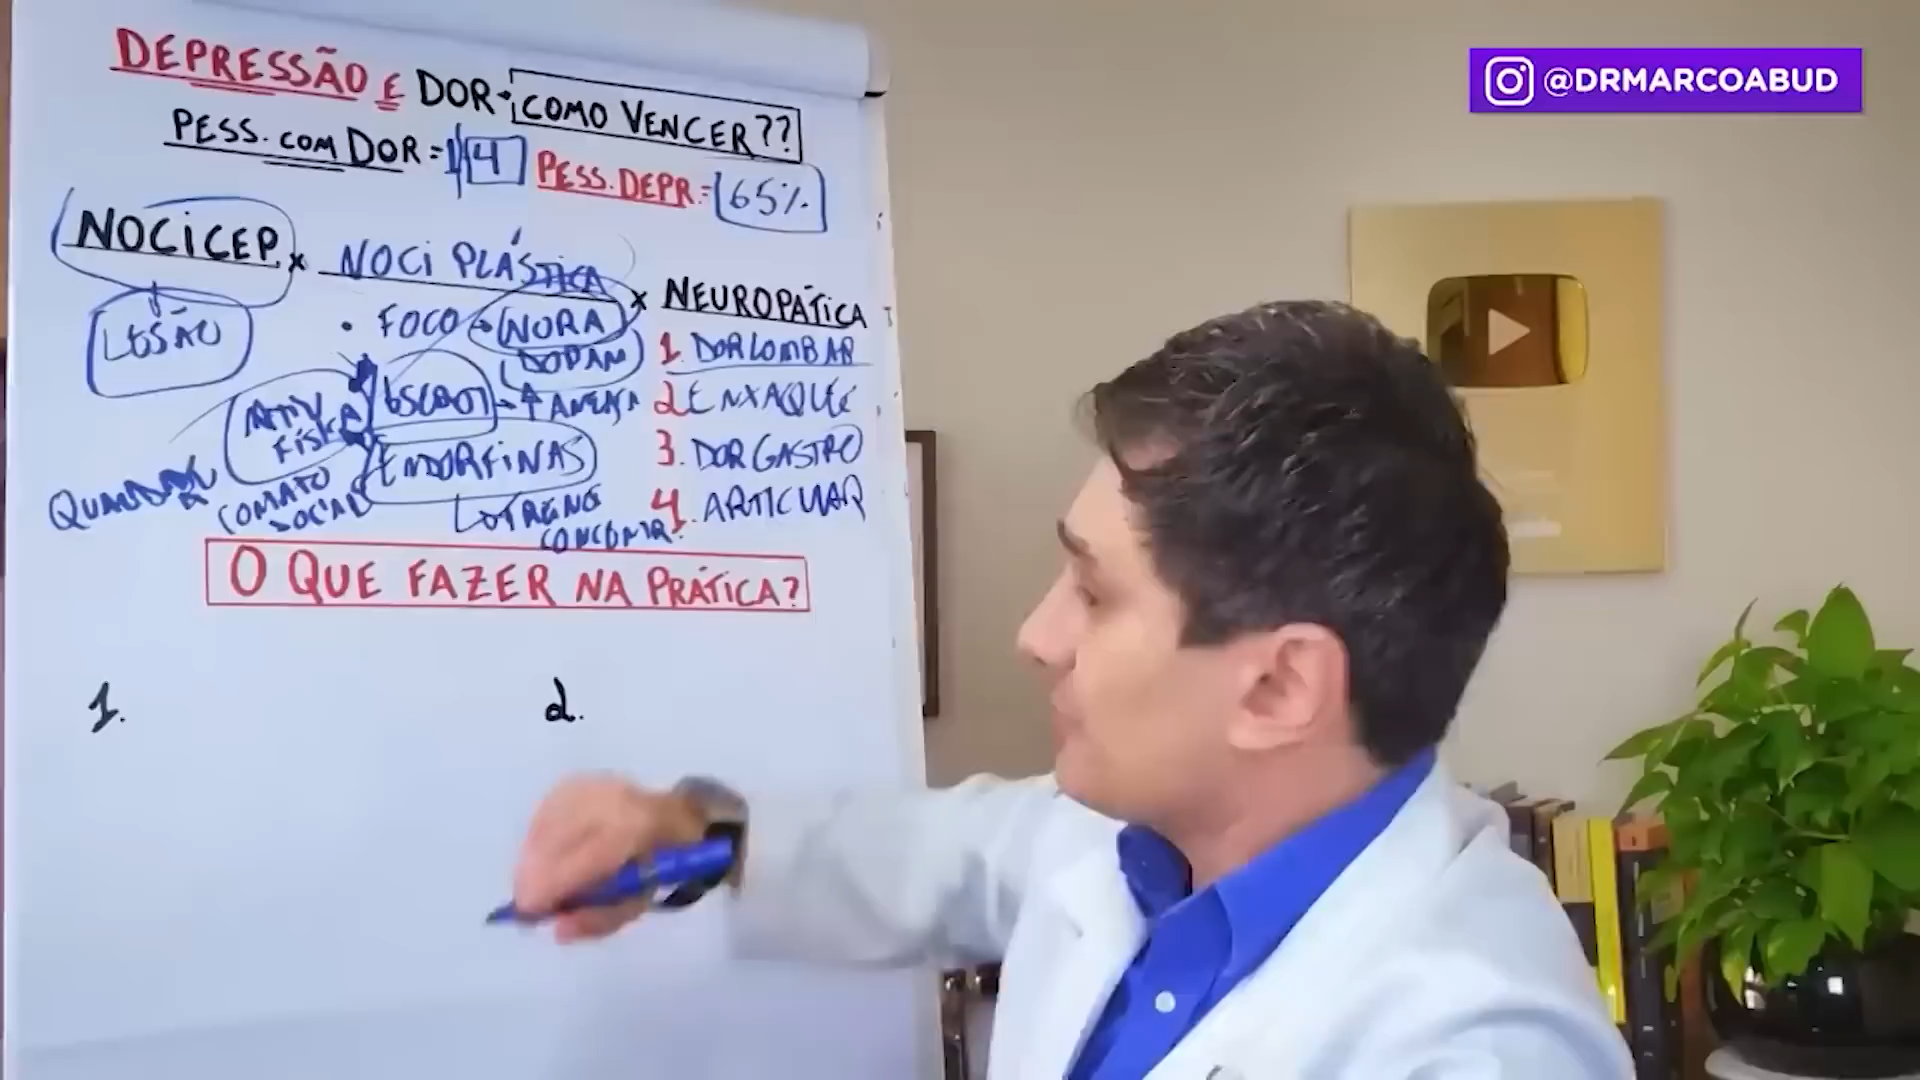 @DRMARCOABUD
DEPRESSÃO E DOR: COMO VENCER??
PESS. COM DOR = 1/4 PESS. DEPR. = 65%
NOCICEP. x NOCI PLÁSTICA x NEUROPÁTICA
LESÃO
• FOCO → NORA
DOPAM
ATIV
FÍSICA
↑ AMEAÇA
ENDORFINAS
CONTATO
SOCIAL
1. DOR LOMBAR
2 ENXAQUE
3. DOR GASTRO
4. ARTICULAR
O QUE FAZER NA PRÁTICA?
1. 2.